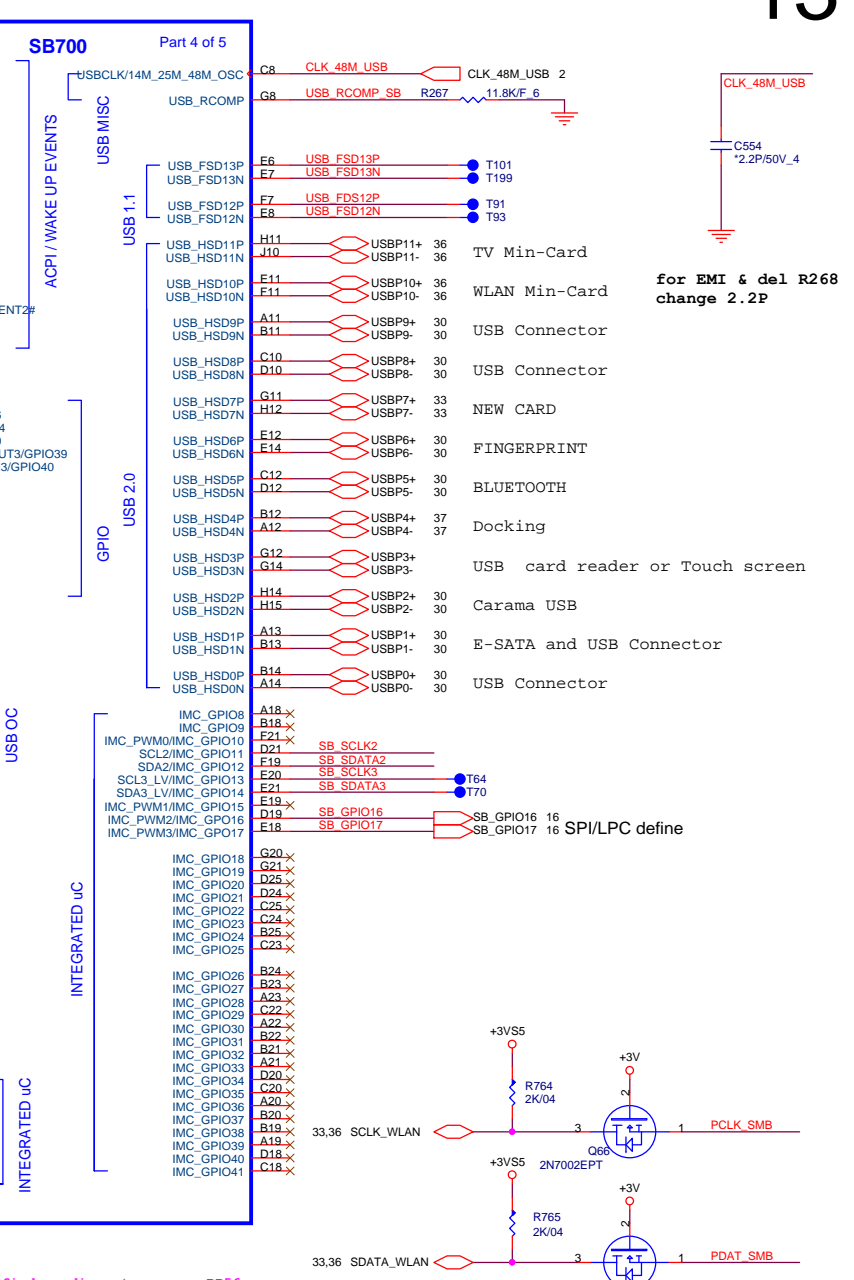 15
SB700 Part 4 of 5
USBCLK/14M_25M_48M_OSC C8 CLK_48M_USB CLK_48M_USB 2
USB_RCOMP G8 USB_RCOMP_SB R267 11.8K/F_6
USB MISC
ACPI / WAKE UP EVENTS
CLK_48M_USB
C554
*2.2P/50V_4
for EMI & del R268
change 2.2P
USB 1.1
USB_FSD13P E6 USB_FSD13P T101
USB_FSD13N E7 USB_FSD13N T199
USB_FSD12P F7 USB_FDS12P T91
USB_FSD12N E8 USB_FSD12N T93
USB 2.0
USB_HSD11P H11 USBP11+ 36
USB_HSD11N J10 USBP11- 36 TV Min-Card
USB_HSD10P E11 USBP10+ 36
USB_HSD10N F11 USBP10- 36 WLAN Min-Card
ENT2#
USB_HSD9P A11 USBP9+ 30
USB_HSD9N B11 USBP9- 30 USB Connector
USB_HSD8P C10 USBP8+ 30
USB_HSD8N D10 USBP8- 30 USB Connector
USB_HSD7P G11 USBP7+ 33
USB_HSD7N H12 USBP7- 33 NEW CARD
USB_HSD6P E12 USBP6+ 30
USB_HSD6N E14 USBP6- 30 FINGERPRINT
UT3/GPIO39
3/GPIO40
USB_HSD5P C12 USBP5+ 30
USB_HSD5N D12 USBP5- 30 BLUETOOTH
USB_HSD4P B12 USBP4+ 37
USB_HSD4N A12 USBP4- 37 Docking
GPIO
USB_HSD3P G12 USBP3+
USB_HSD3N G14 USBP3- USB card reader or Touch screen
USB_HSD2P H14 USBP2+ 30
USB_HSD2N H15 USBP2- 30 Carama USB
USB_HSD1P A13 USBP1+ 30
USB_HSD1N B13 USBP1- 30 E-SATA and USB Connector
USB_HSD0P B14 USBP0+ 30
USB_HSD0N A14 USBP0- 30 USB Connector
USB OC
IMC_GPIO8 A18
IMC_GPIO9 B18
IMC_PWM0/IMC_GPIO10 F21
SCL2/IMC_GPIO11 D21 SB_SCLK2
SDA2/IMC_GPIO12 F19 SB_SDATA2
SCL3_LV/IMC_GPIO13 E20 SB_SCLK3 T64
SDA3_LV/IMC_GPIO14 E21 SB_SDATA3 T70
IMC_PWM1/IMC_GPIO15 E19
IMC_PWM2/IMC_GPO16 D19 SB_GPIO16 SB_GPIO16 16
IMC_PWM3/IMC_GPO17 E18 SB_GPIO17 SB_GPIO17 16 SPI/LPC define
INTEGRATED uC
IMC_GPIO18 G20
IMC_GPIO19 G21
IMC_GPIO20 D25
IMC_GPIO21 D24
IMC_GPIO22 C25
IMC_GPIO23 C24
IMC_GPIO24 B25
IMC_GPIO25 C23
IMC_GPIO26 B24
IMC_GPIO27 B23
IMC_GPIO28 A23
IMC_GPIO29 C22
IMC_GPIO30 A22
IMC_GPIO31 B22
IMC_GPIO32 B21
IMC_GPIO33 A21
IMC_GPIO34 D20
IMC_GPIO35 C20
IMC_GPIO36 A20
IMC_GPIO37 B20
IMC_GPIO38 B19
IMC_GPIO39 A19
IMC_GPIO40 D18
IMC_GPIO41 C18
INTEGRATED uC
+3VS5
+3V
R764
2K/04
2
33,36 SCLK_WLAN 3 1 PCLK_SMB
Q66
2N7002EPT
+3VS5
+3V
R765
2K/04
2
33,36 SDATA_WLAN 3 1 PDAT_SMB